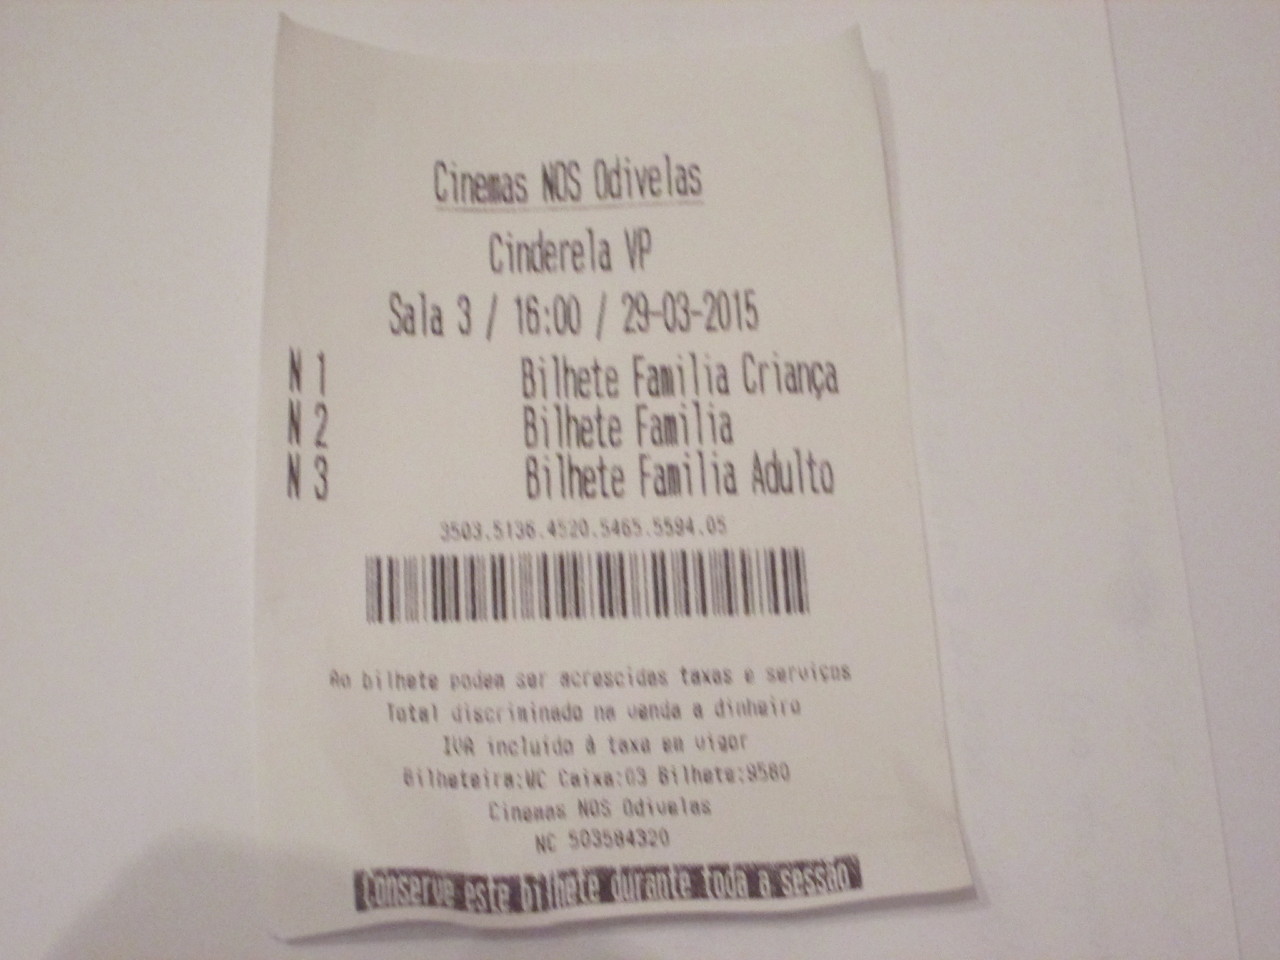 Cinemas NOS Odivelas
Cinderela VP
Sala 3 / 16:00 / 29-03-2015
N 1 Bilhete Familia Criança
N 2 Bilhete Familia
N 3 Bilhete Familia Adulto
3503.5136.4520.5465.5594.05
Ao bilhete podem ser acrescidas taxas e serviços
Total discriminado na venda a dinheiro
IVA incluído à taxa em vigor
Bilheteira:WC Caixa:03 Bilhete:9580
Cinemas NOS Odivelas
NC 503584320
Conserve este bilhete durante toda a sessão